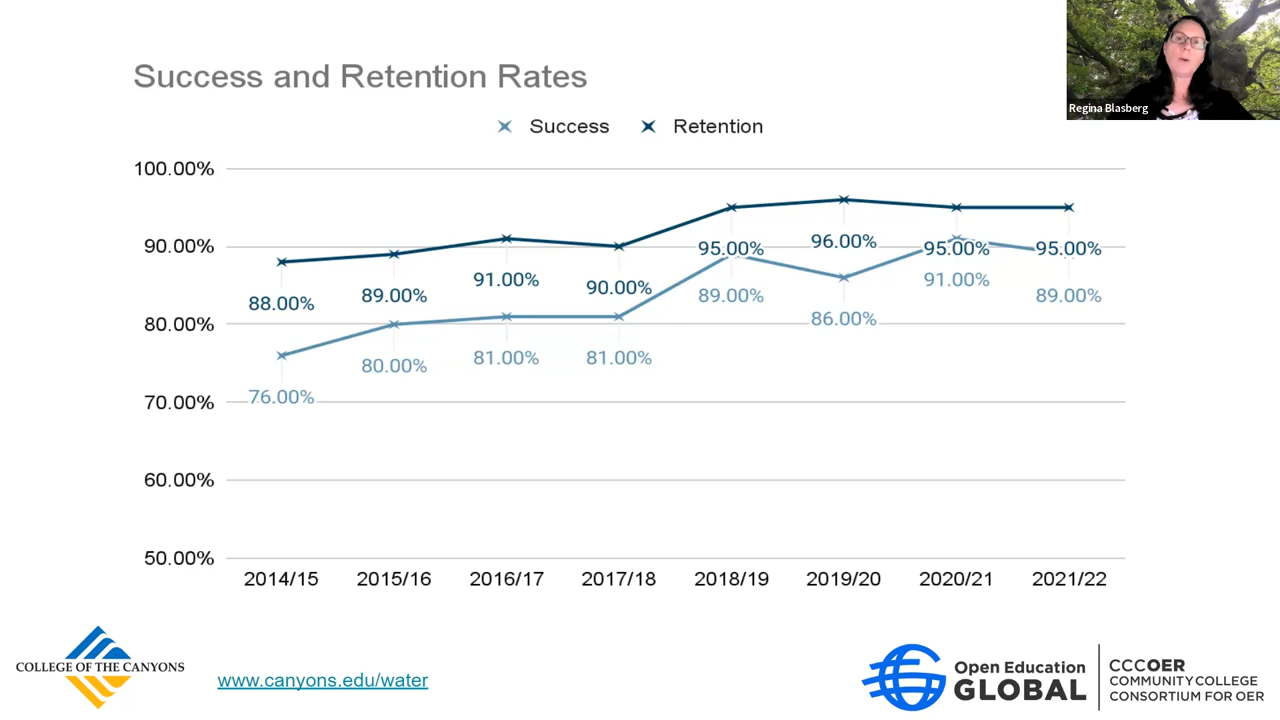 Regina Blasberg
Success and Retention Rates
Success Retention
100.00%
90.00%
80.00%
70.00%
60.00%
50.00%
88.00% 89.00% 91.00% 90.00% 95.00% 96.00% 95.00% 95.00%
76.00% 80.00% 81.00% 81.00% 89.00% 86.00% 91.00% 89.00%
2014/15 2015/16 2016/17 2017/18 2018/19 2019/20 2020/21 2021/22
COLLEGE OF THE CANYONS
www.canyons.edu/water
Open Education
GLOBAL
CCCOER
COMMUNITY COLLEGE
CONSORTIUM FOR OER